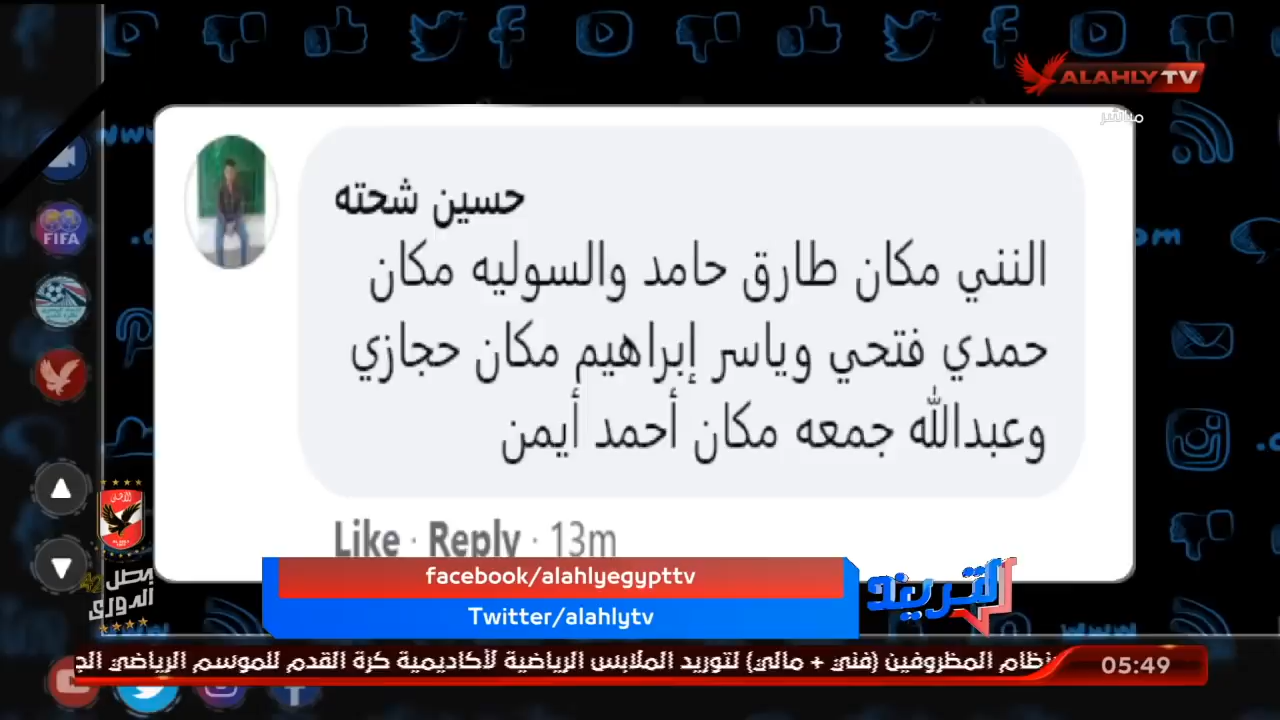 ALAHLY TV
مباشر
FIFA
حسين شحته
النني مكان طارق حامد والسوليه مكان
حمدي فتحي وياسر إبراهيم مكان حجازي
وعبدالله جمعه مكان أحمد أيمن
Like · Reply · 13m
facebook/alahlyegypttv
Twitter/alahlytv
التريند
بطل الدوري
42
نظام المظروفين (فني + مالي) لتوريد الملابس الرياضية لأكاديمية كرة القدم للموسم الرياضي
05:49